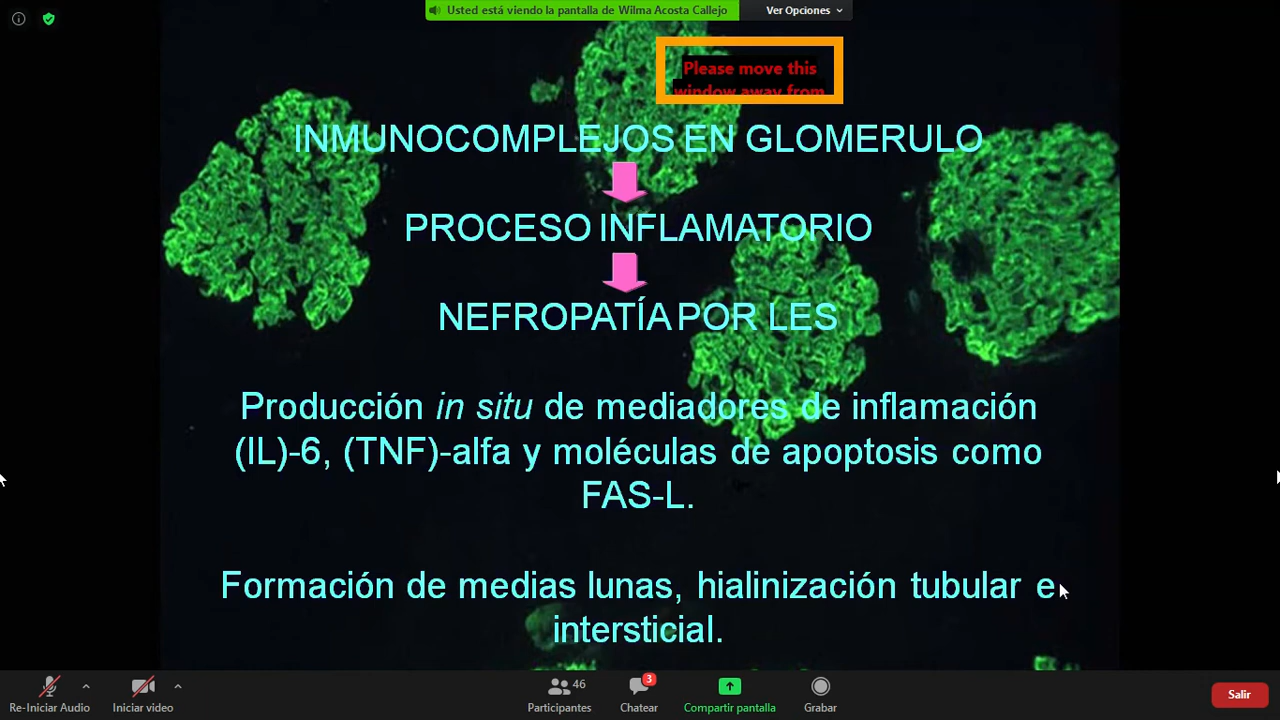 Usted está viendo la pantalla de Wilma Acosta Callejo
Ver Opciones
Please move this
window away from
INMUNOCOMPLEJOS EN GLOMERULO
PROCESO INFLAMATORIO
NEFROPATÍA POR LES
Producción in situ de mediadores de inflamación
(IL)-6, (TNF)-alfa y moléculas de apoptosis como
FAS-L.
Formación de medias lunas, hialinización tubular e
intersticial.
Re-Iniciar Audio
Iniciar video
46
Participantes
3
Chatear
Compartir pantalla
Grabar
Salir